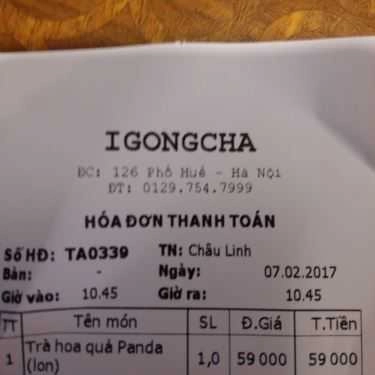 IGONGCHA
ĐC: 126 Phố Huế - Hà Nội
ĐT: 0129.754.7999
HÓA ĐƠN THANH TOÁN
Số HĐ: TA0339 TN: Châu Linh
Bàn: - Ngày: 07.02.2017
Giờ vào: 10.45 Giờ ra: 10.45
TT Tên món SL Đ.Giá T.Tiền
1 Trà hoa quả Panda 1,0 59 000 59 000
(lon)